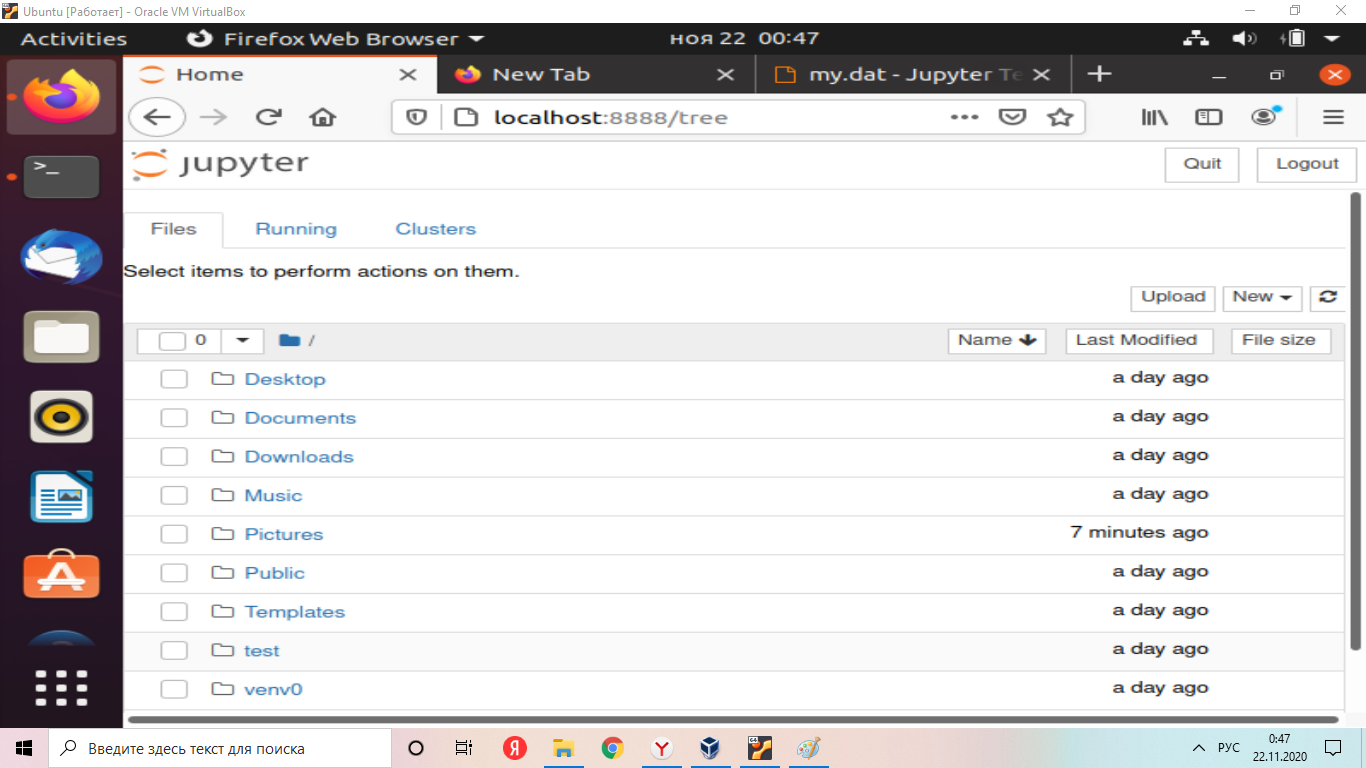 Ubuntu [Работает] - Oracle VM VirtualBox
Activities Firefox Web Browser ноя 22 00:47
Home New Tab my.dat - Jupyter Te
localhost:8888/tree
jupyter Quit Logout
Files Running Clusters
Select items to perform actions on them.
Upload New
0 / Name Last Modified File size
Desktop a day ago
Documents a day ago
Downloads a day ago
Music a day ago
Pictures 7 minutes ago
Public a day ago
Templates a day ago
test a day ago
venv0 a day ago
Введите здесь текст для поиска РУС 0:47
22.11.2020